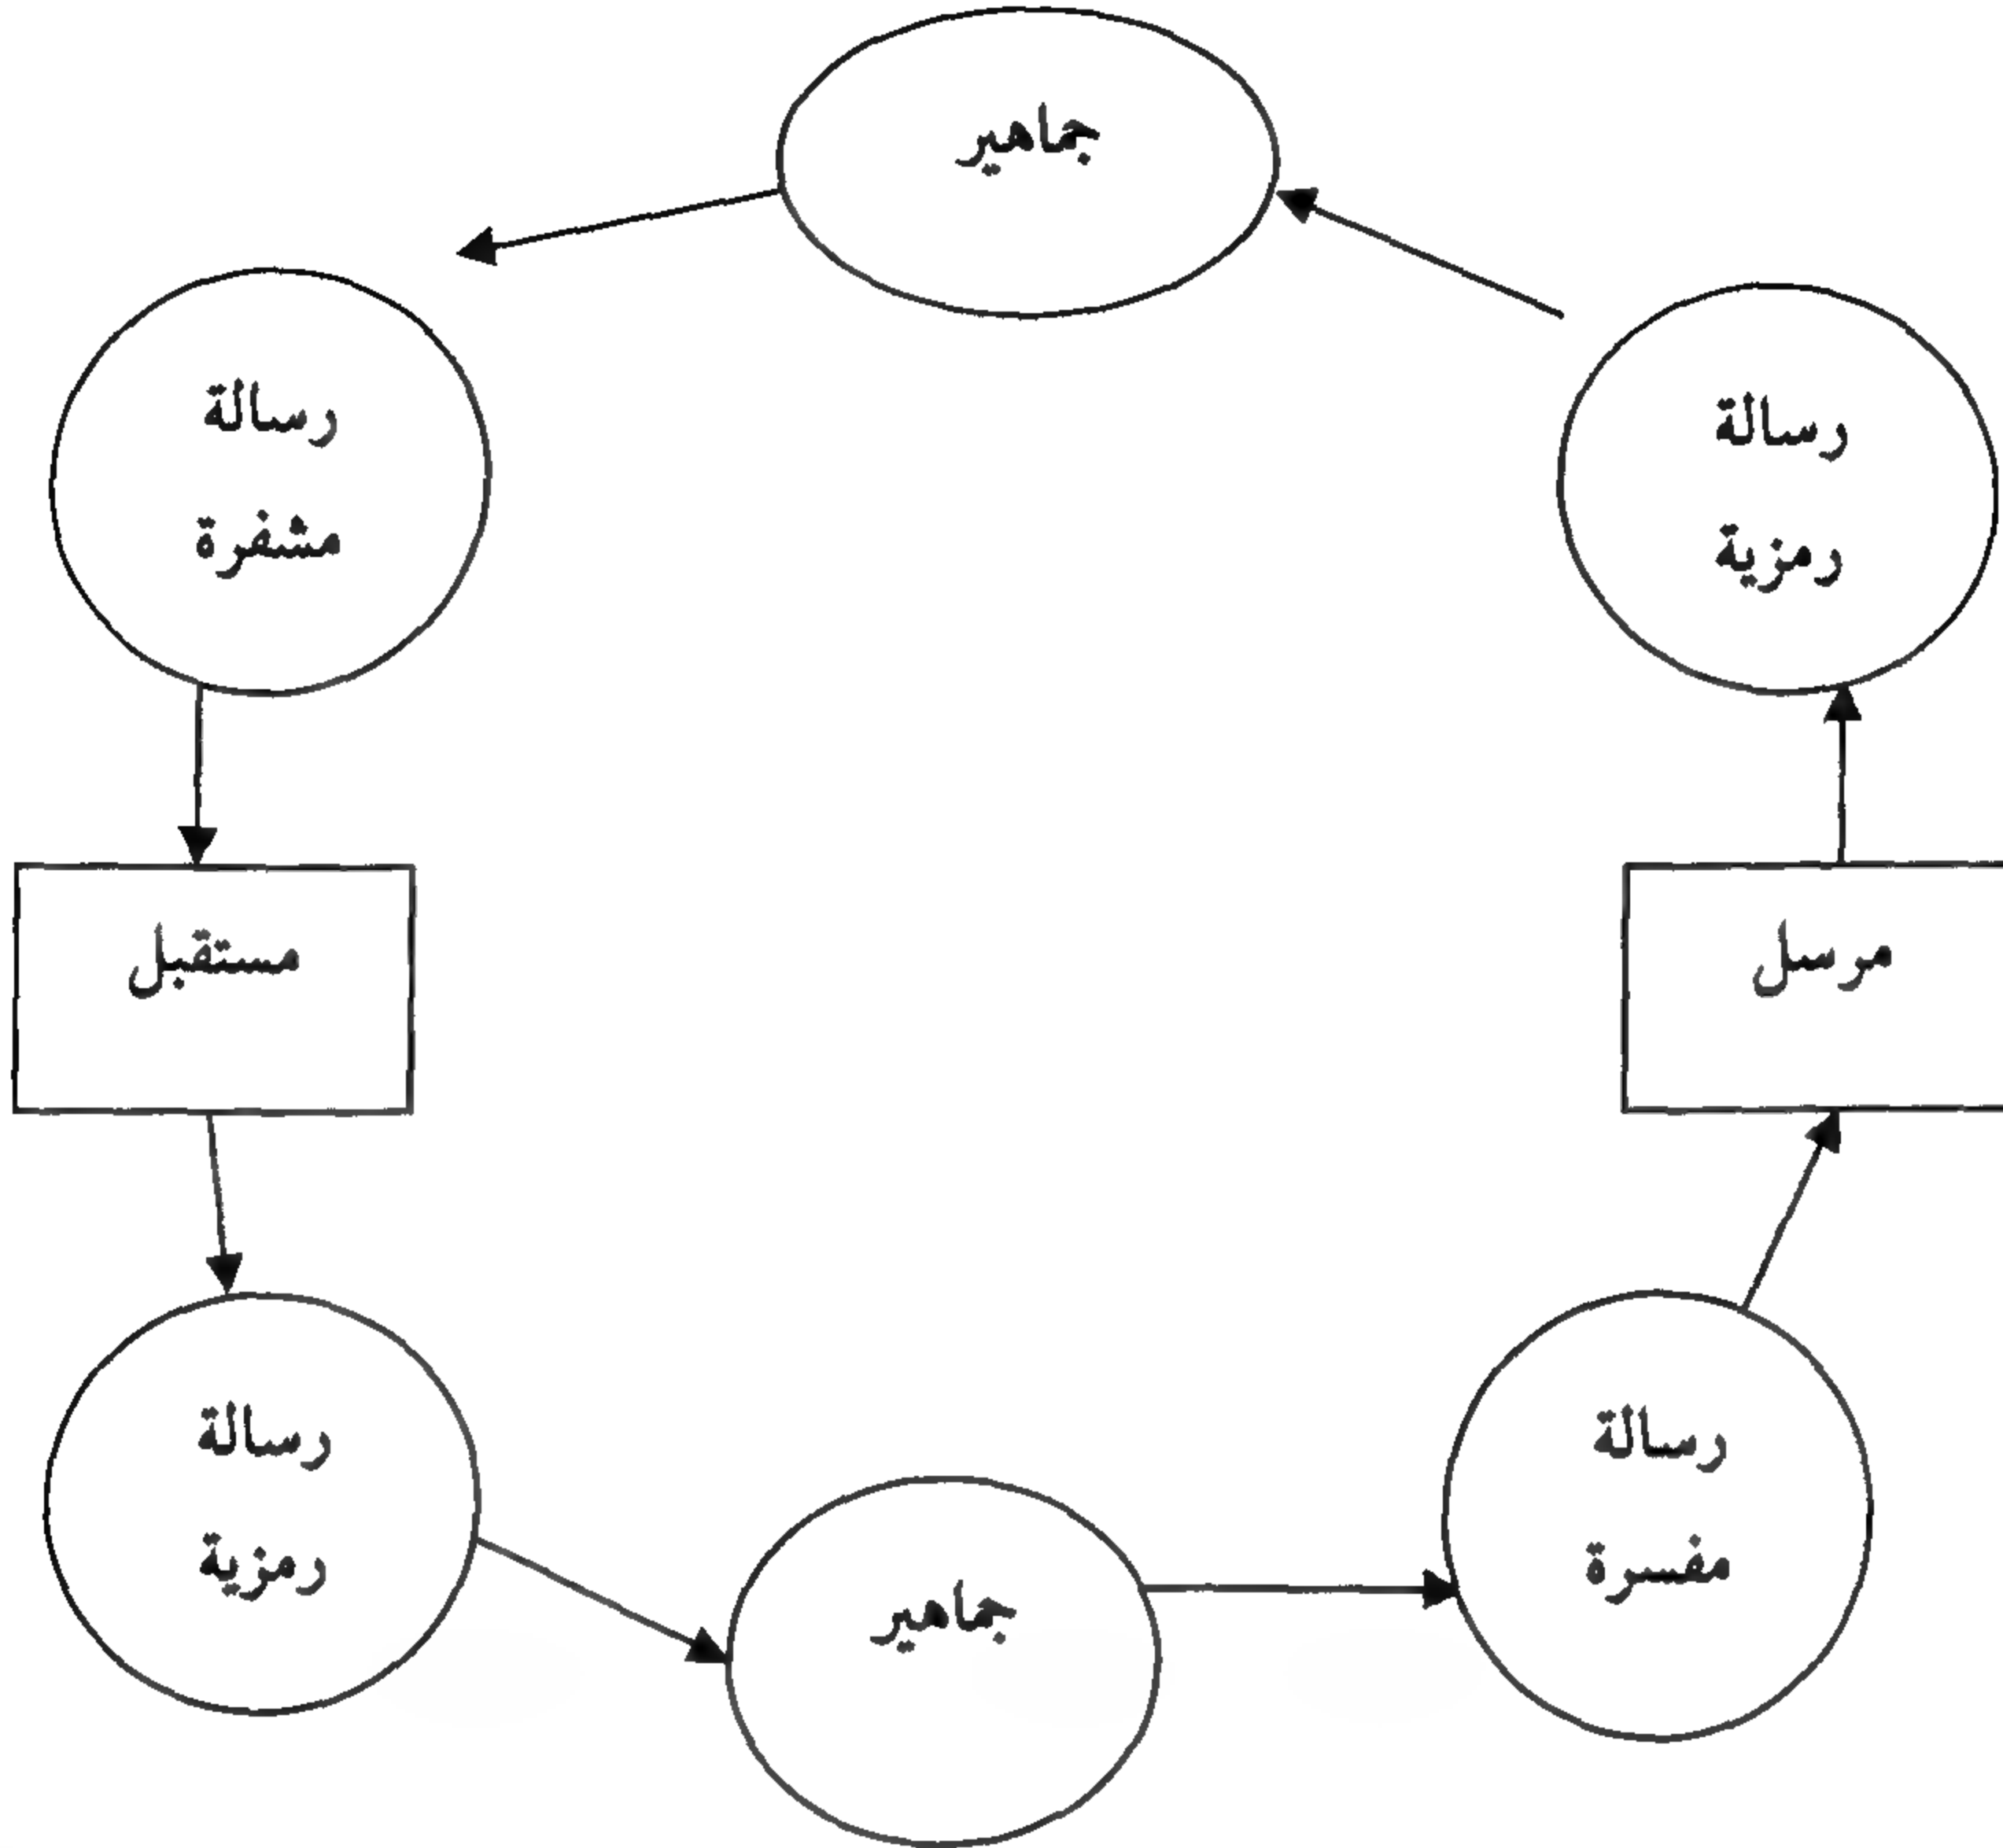 جماهير
رسالة
رمزية
رسالة
مشفرة
مرسل
مستقبل
رسالة
مفسرة
رسالة
رمزية
جماهير